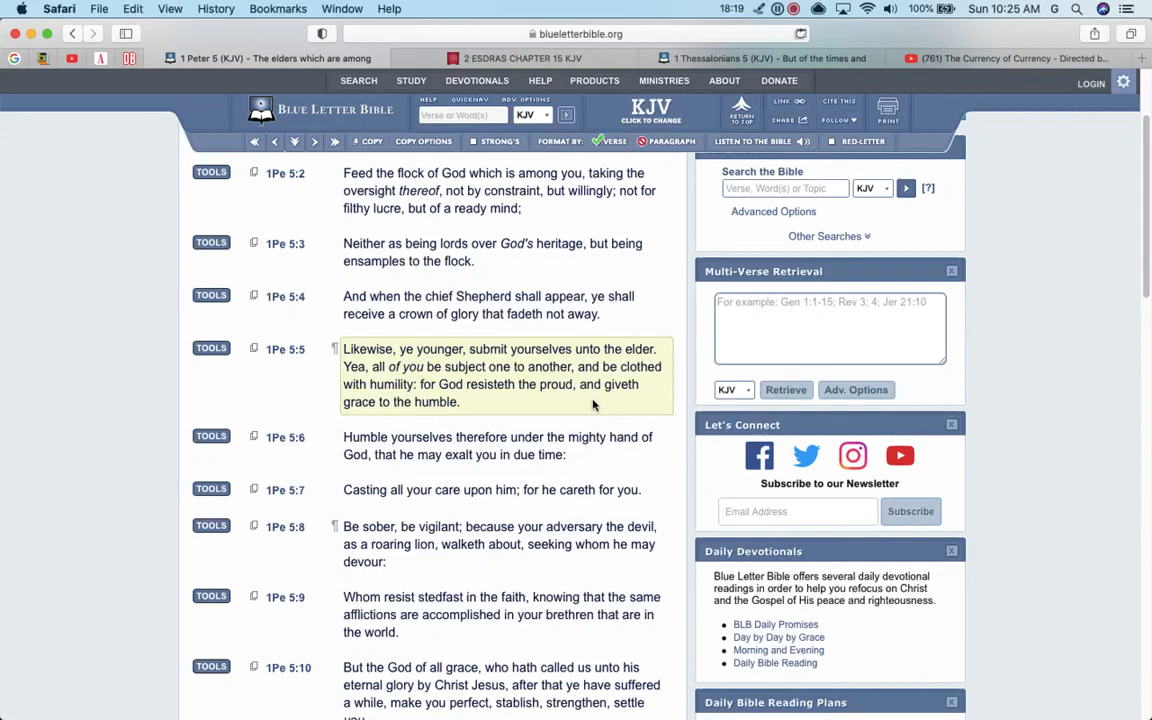 Safari File Edit View History Bookmarks Window Help 18:19 100% Sun 10:25 AM G
blueletterbible.org
1 Peter 5 (KJV) - The elders which are among 2 ESDRAS CHAPTER 15 KJV 1 Thessalonians 5 (KJV) - But of the times and (761) The Currency of Currency - Directed b...
SEARCH STUDY DEVOTIONALS HELP PRODUCTS MINISTRIES ABOUT DONATE LOGIN
BLUE LETTER BIBLE
HELP QUICKNAV ADV. OPTIONS
Verse or Word(s) KJV
KJV
CLICK TO CHANGE
RETURN TO TOP
LINK CITE THIS
SHARE FOLLOW PRINT
COPY COPY OPTIONS STRONG'S FORMAT BY: VERSE PARAGRAPH LISTEN TO THE BIBLE RED-LETTER
TOOLS 1Pe 5:2 Feed the flock of God which is among you, taking the
oversight thereof, not by constraint, but willingly; not for
filthy lucre, but of a ready mind;
TOOLS 1Pe 5:3 Neither as being lords over God's heritage, but being
ensamples to the flock.
TOOLS 1Pe 5:4 And when the chief Shepherd shall appear, ye shall
receive a crown of glory that fadeth not away.
TOOLS 1Pe 5:5 ¶ Likewise, ye younger, submit yourselves unto the elder.
Yea, all of you be subject one to another, and be clothed
with humility: for God resisteth the proud, and giveth
grace to the humble.
TOOLS 1Pe 5:6 Humble yourselves therefore under the mighty hand of
God, that he may exalt you in due time:
TOOLS 1Pe 5:7 Casting all your care upon him; for he careth for you.
TOOLS 1Pe 5:8 ¶ Be sober, be vigilant; because your adversary the devil,
as a roaring lion, walketh about, seeking whom he may
devour:
TOOLS 1Pe 5:9 Whom resist stedfast in the faith, knowing that the same
afflictions are accomplished in your brethren that are in
the world.
TOOLS 1Pe 5:10 But the God of all grace, who hath called us unto his
eternal glory by Christ Jesus, after that ye have suffered
a while, make you perfect, stablish, strengthen, settle
you.
Search the Bible
Verse, Word(s) or Topic KJV [?]
Advanced Options
Other Searches
Multi-Verse Retrieval
For example: Gen 1:1-15; Rev 3; 4; Jer 21:10
KJV Retrieve Adv. Options
Let's Connect
Subscribe to our Newsletter
Email Address Subscribe
Daily Devotionals
Blue Letter Bible offers several daily devotional
readings in order to help you refocus on Christ
and the Gospel of His peace and righteousness.
BLB Daily Promises
Day by Day by Grace
Morning and Evening
Daily Bible Reading
Daily Bible Reading Plans